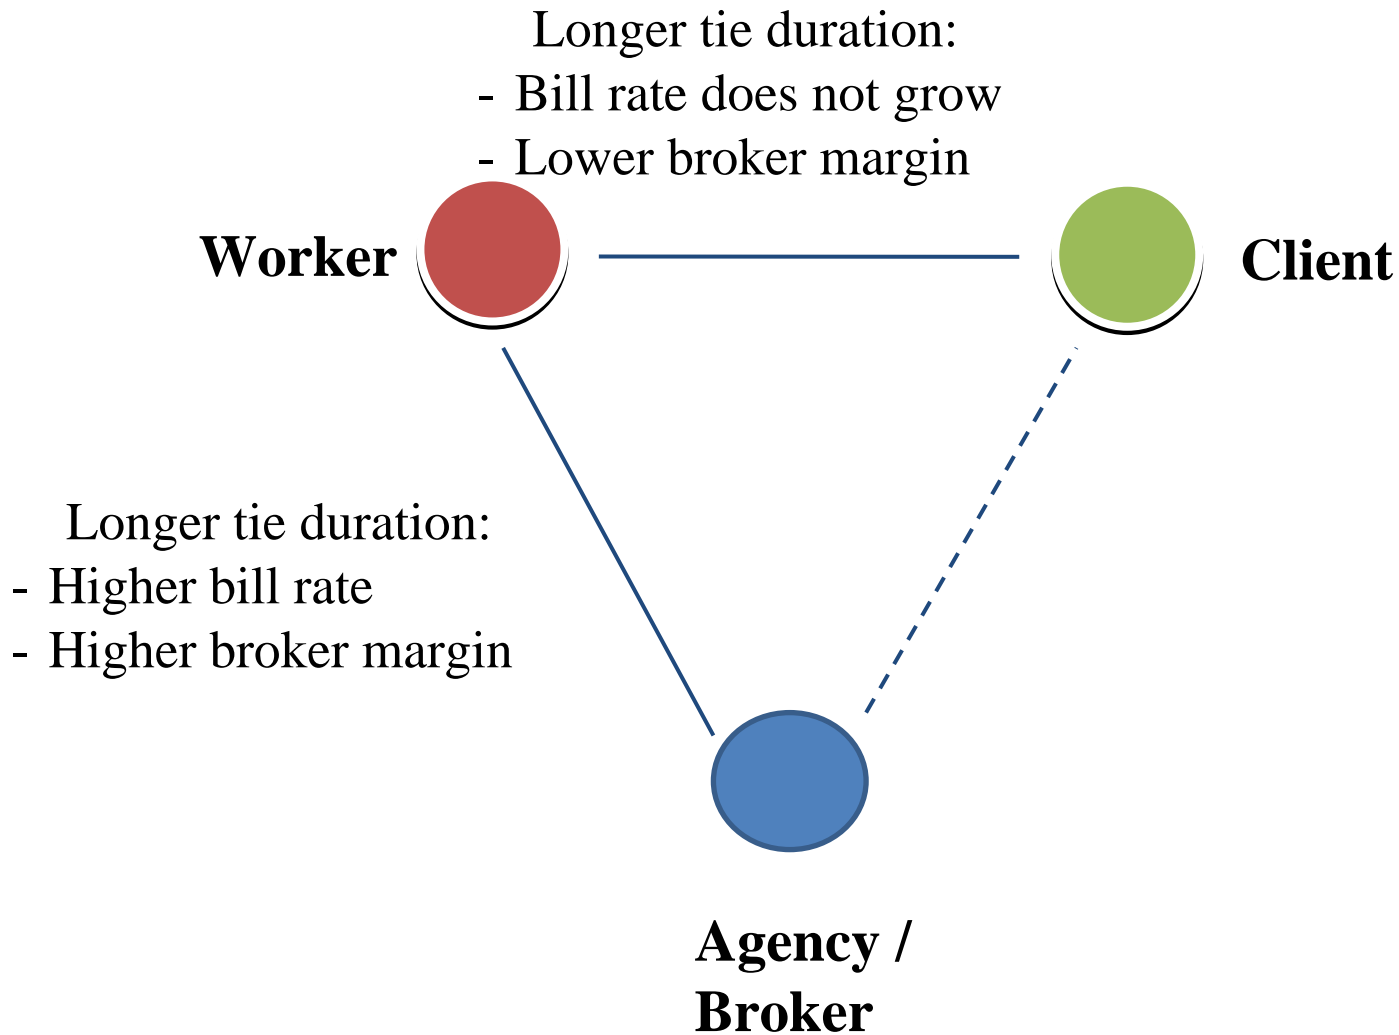 Longer tie duration:
- Bill rate does not grow
- Lower broker margin
Worker
Client
Longer tie duration:
- Higher bill rate
- Higher broker margin
Agency /
Broker